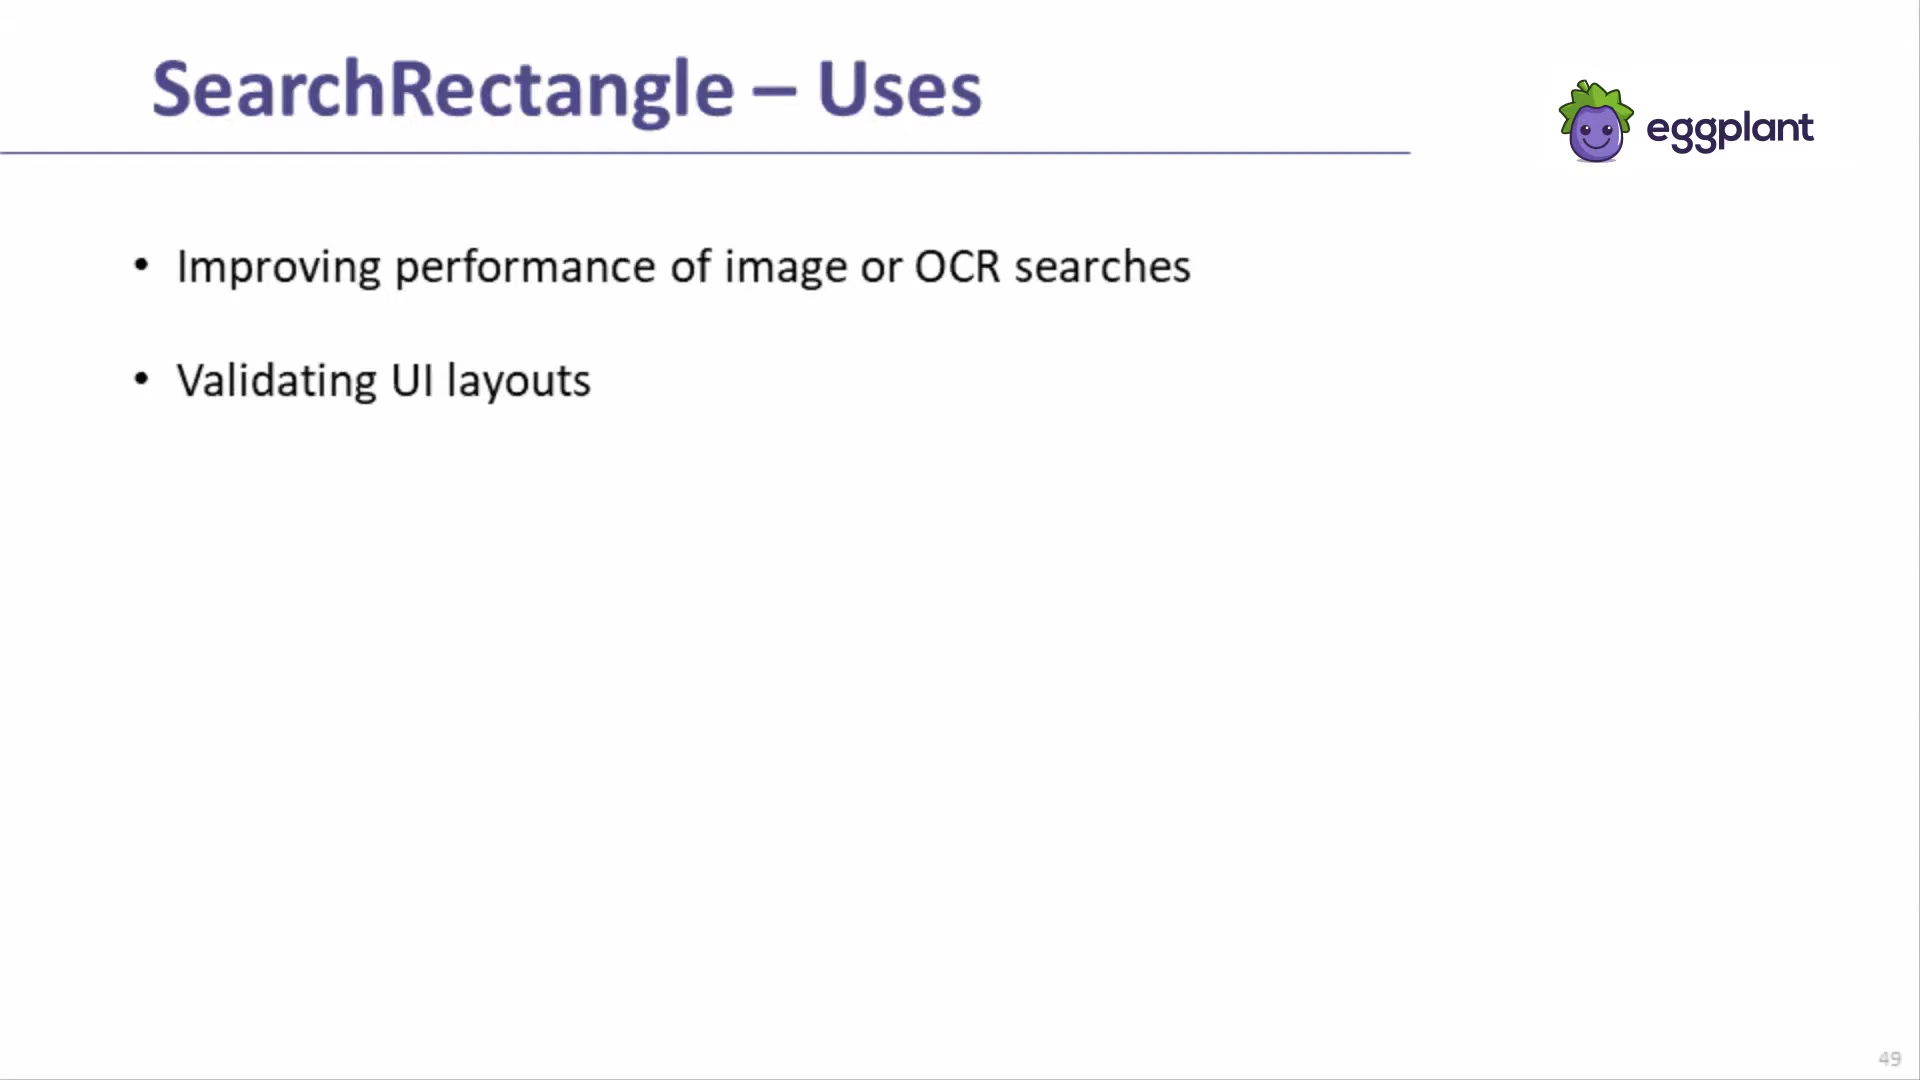 SearchRectangle – Uses
eggplant
• Improving performance of image or OCR searches
• Validating UI layouts
49